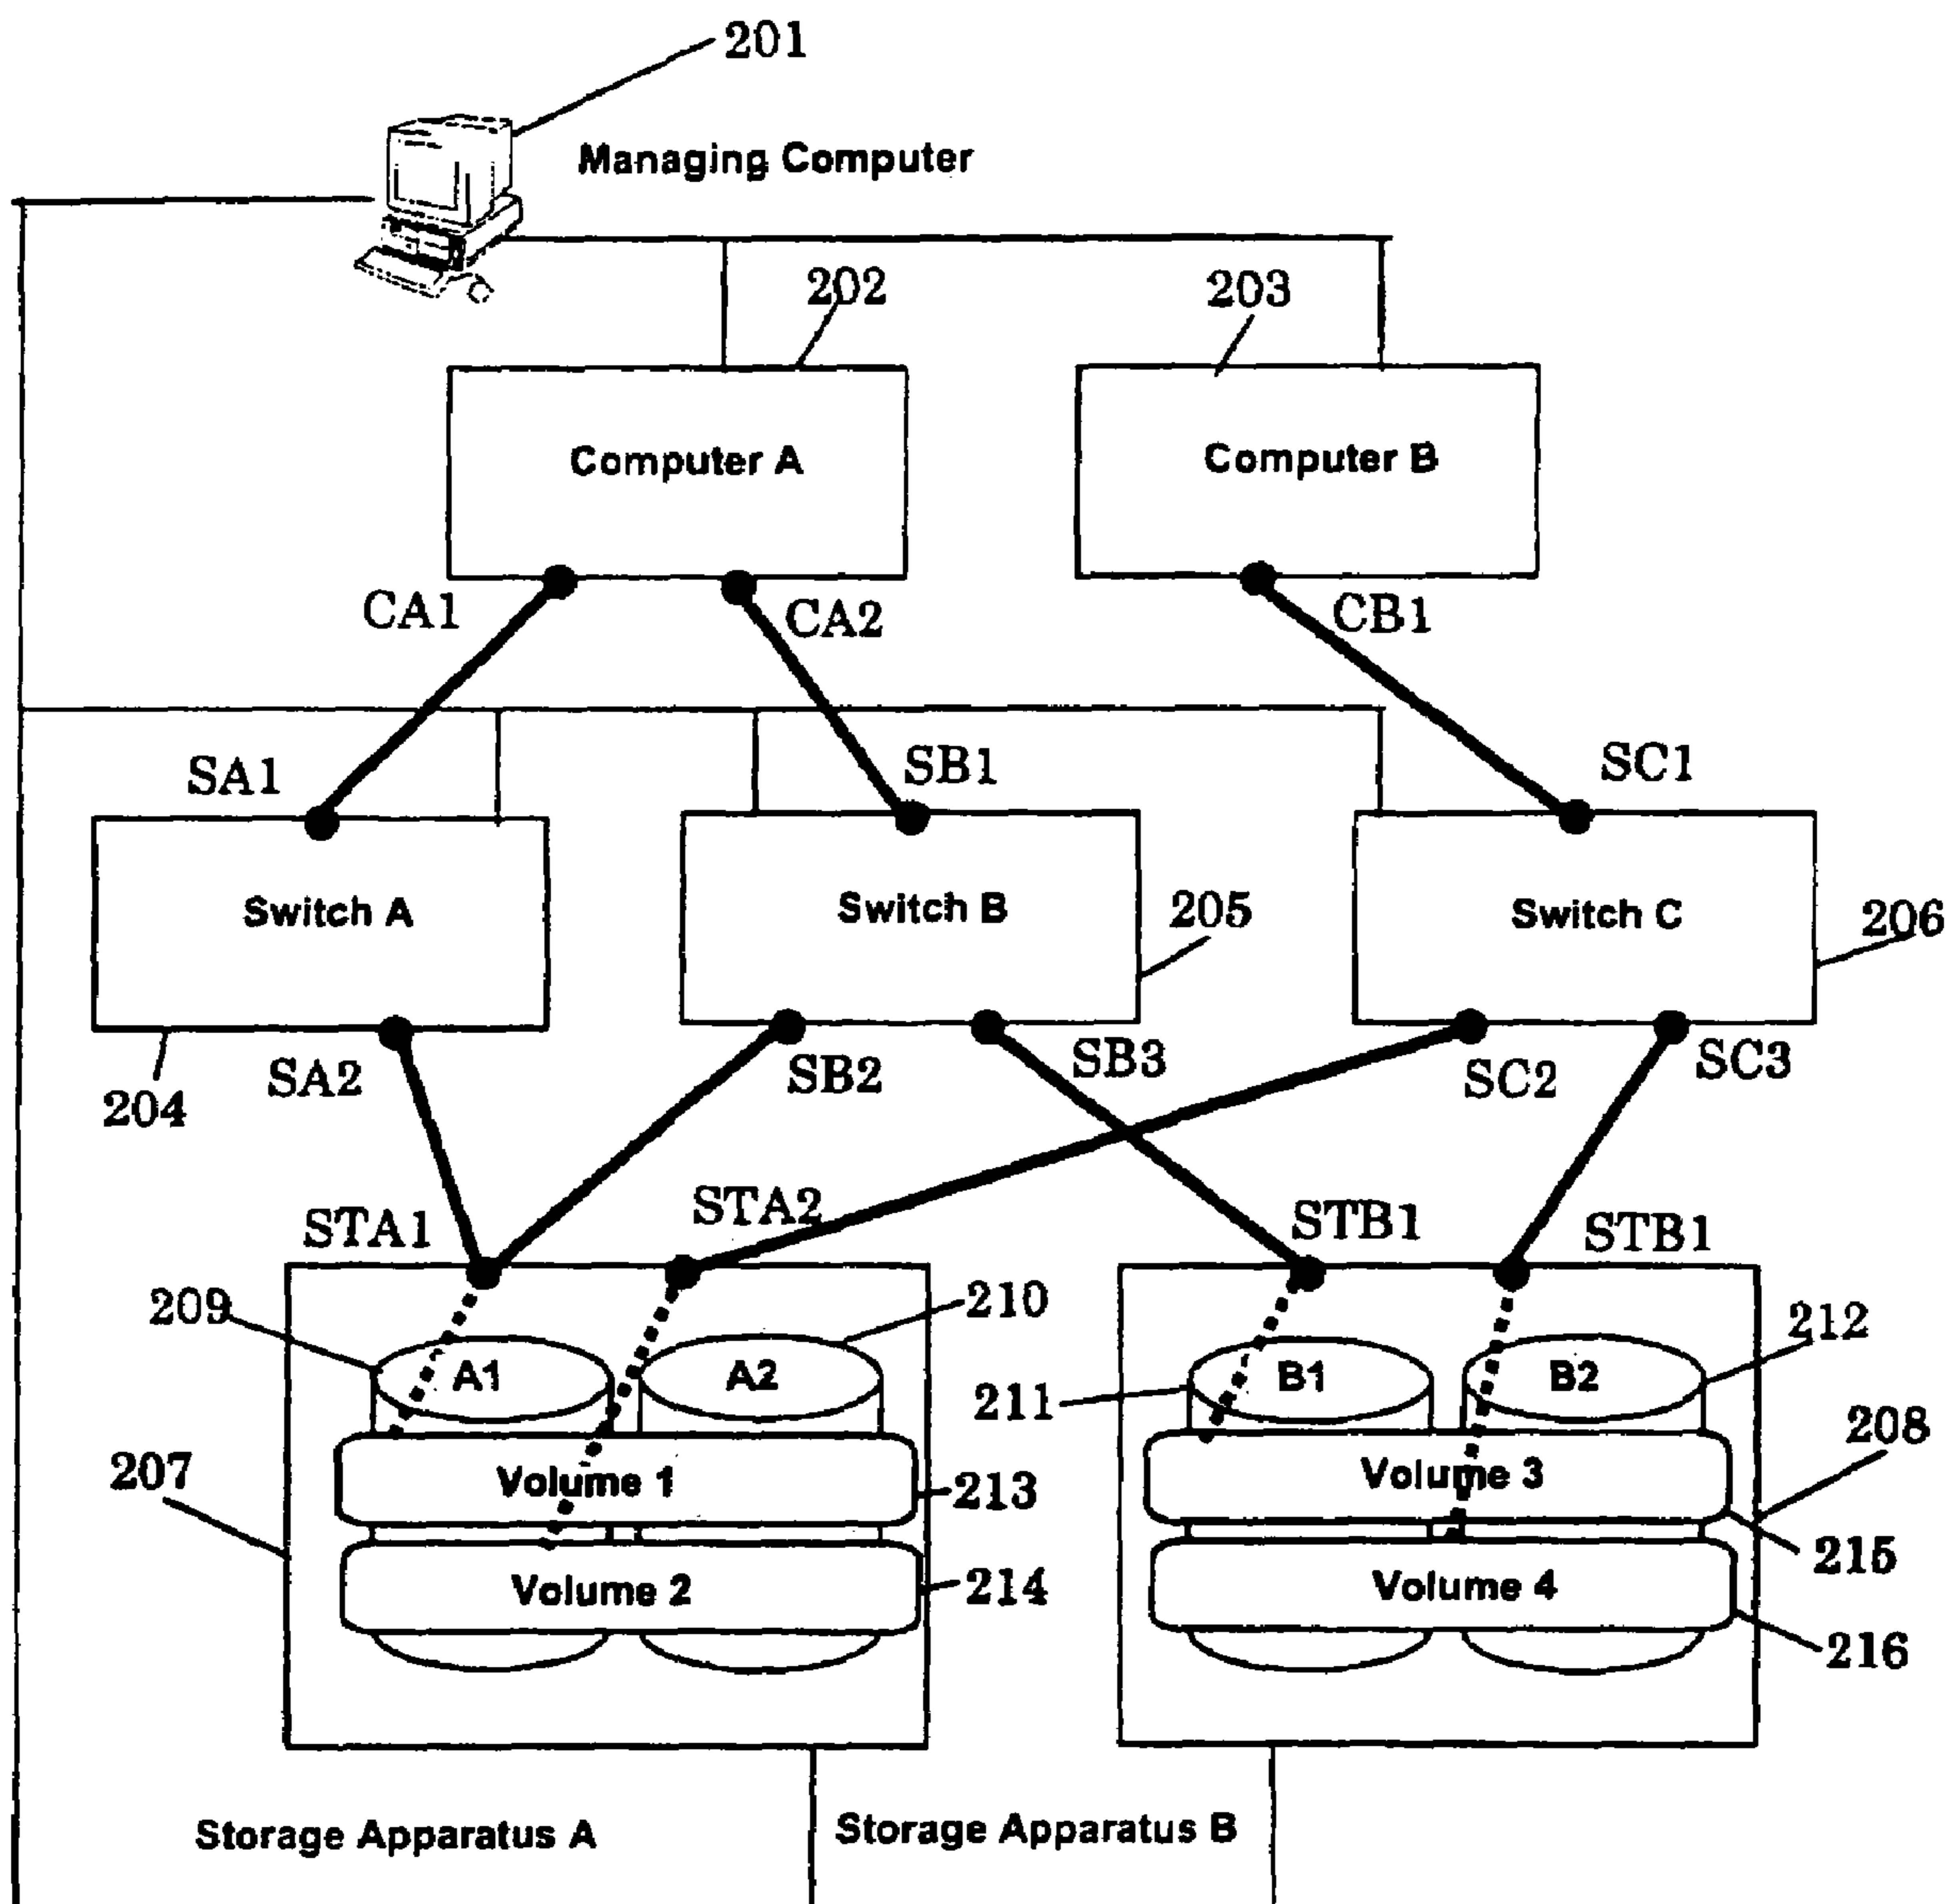 201
Managing Computer
202
203
Computer A
Computer B
CA1
CA2
CB1
SA1
SB1
SC1
Switch A
Switch B
205
Switch C
206
204
SA2
SB2
SB3
SC2
SC3
STA1
STA2
STB1
STB1
209
A1
A2
210
211
B1
B2
212
207
Volume 1
213
Volume 3
208
215
Volume 2
214
Volume 4
216
Storage Apparatus A
Storage Apparatus B